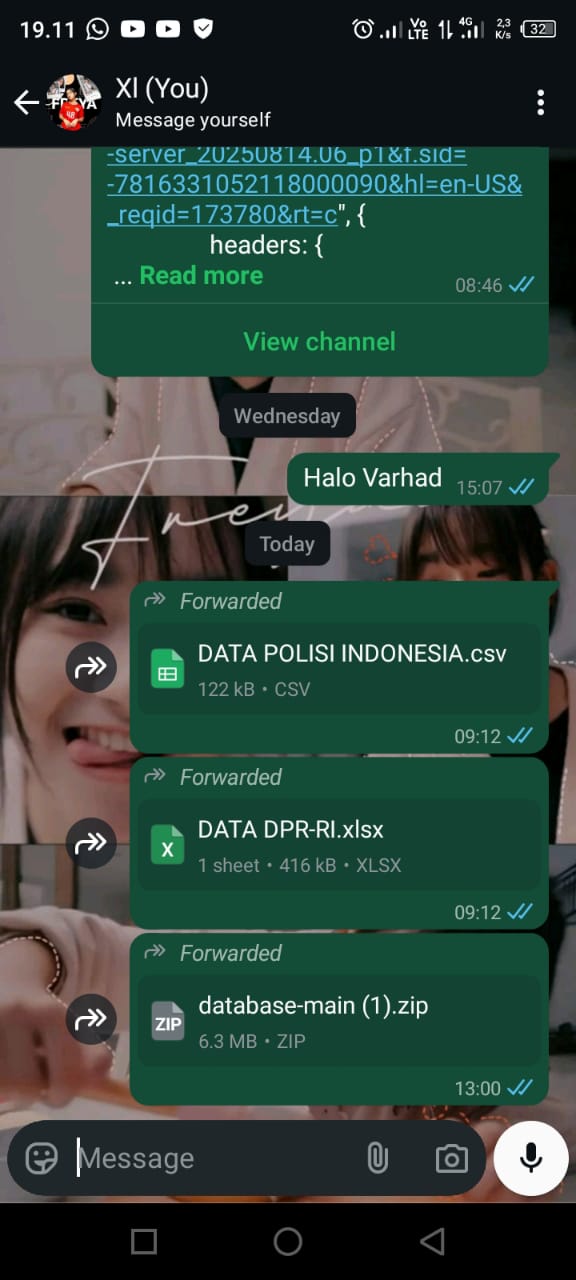 19.11
Vo
LTE
4G
2,3
K/s
32
Xl (You)
Message yourself
-server_20250814.06_p1&f.sid=
-7816331052118000090&hl=en-US&
_reqid=173780&rt=c", {
headers: {
... Read more
08:46
View channel
Wednesday
Halo Varhad
15:07
Today
Forwarded
DATA POLISI INDONESIA.csv
122 kB • CSV
09:12
Forwarded
X
DATA DPR-RI.xlsx
1 sheet • 416 kB • XLSX
09:12
Forwarded
ZIP
database-main (1).zip
6.3 MB • ZIP
13:00
Message